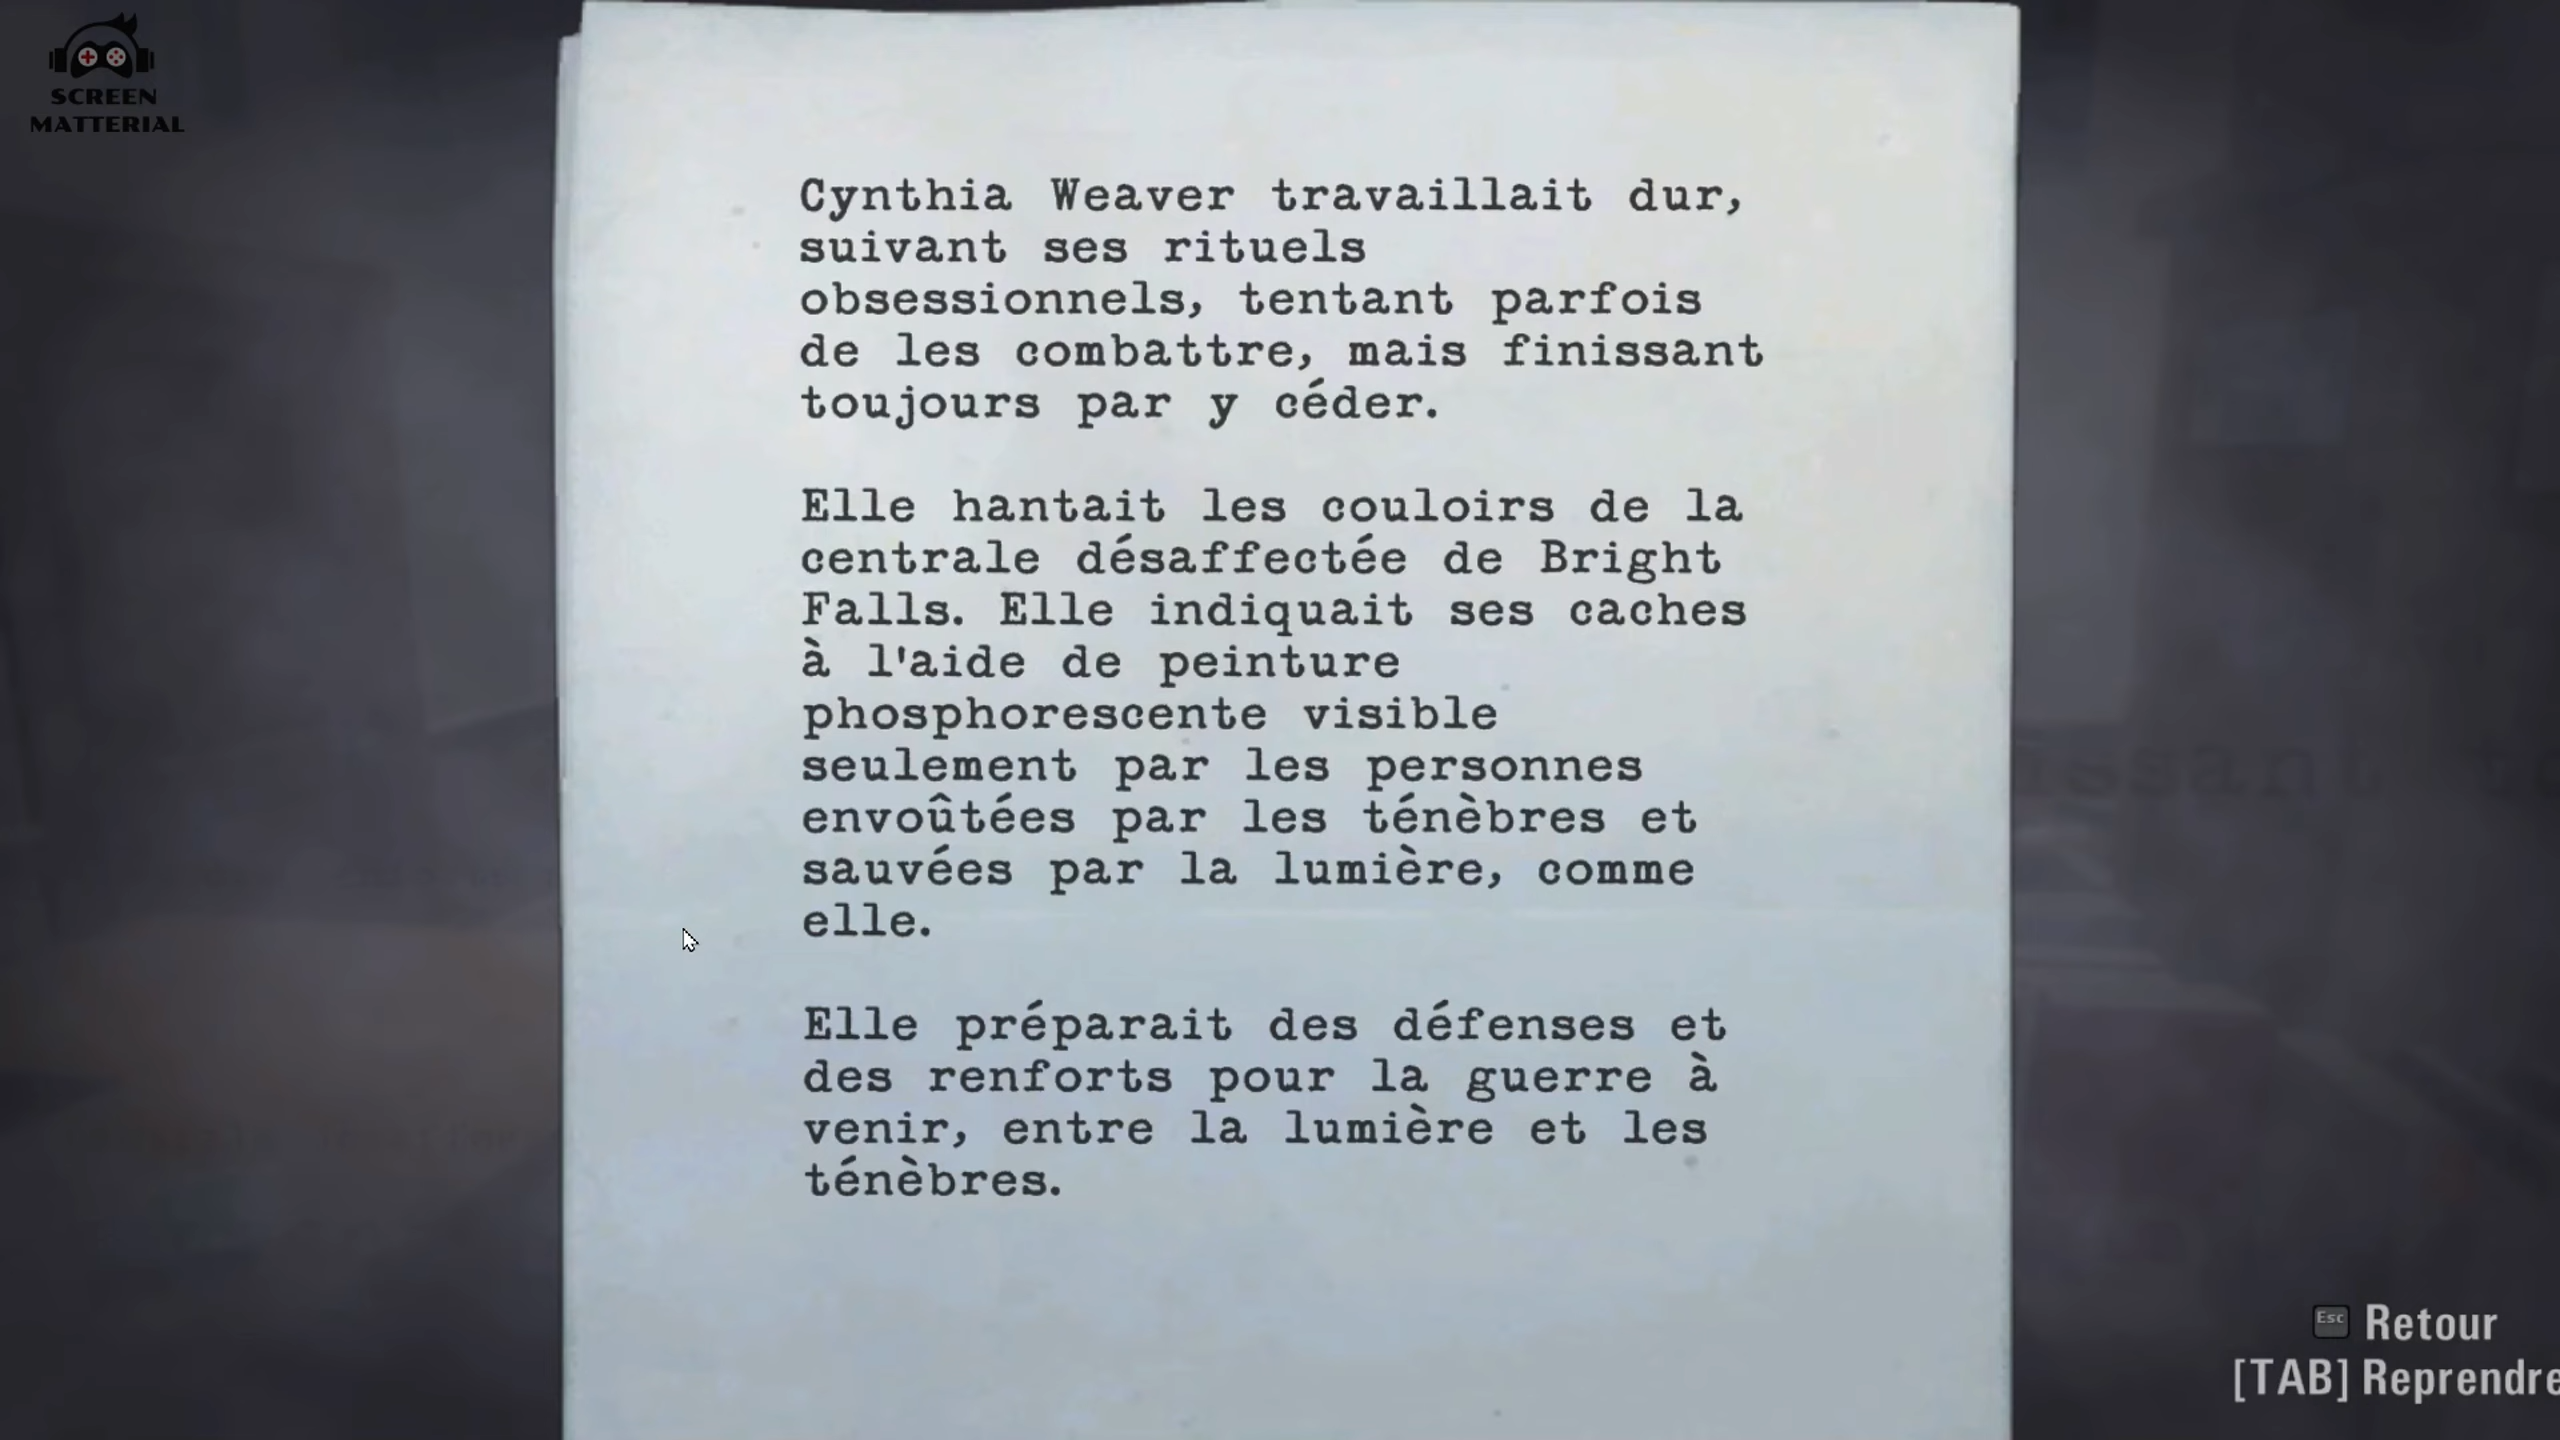 SCREEN
MATTERIAL
Cynthia Weaver travaillait dur,
suivant ses rituels
obsessionnels, tentant parfois
de les combattre, mais finissant
toujours par y céder.
Elle hantait les couloirs de la
centrale désaffectée de Bright
Falls. Elle indiquait ses caches
à l'aide de peinture
phosphorescente visible
seulement par les personnes
envoûtées par les ténèbres et
sauvées par la lumière, comme
elle.
Elle préparait des défenses et
des renforts pour la guerre à
venir, entre la lumière et les
ténèbres.
Esc Retour
[TAB] Reprendre